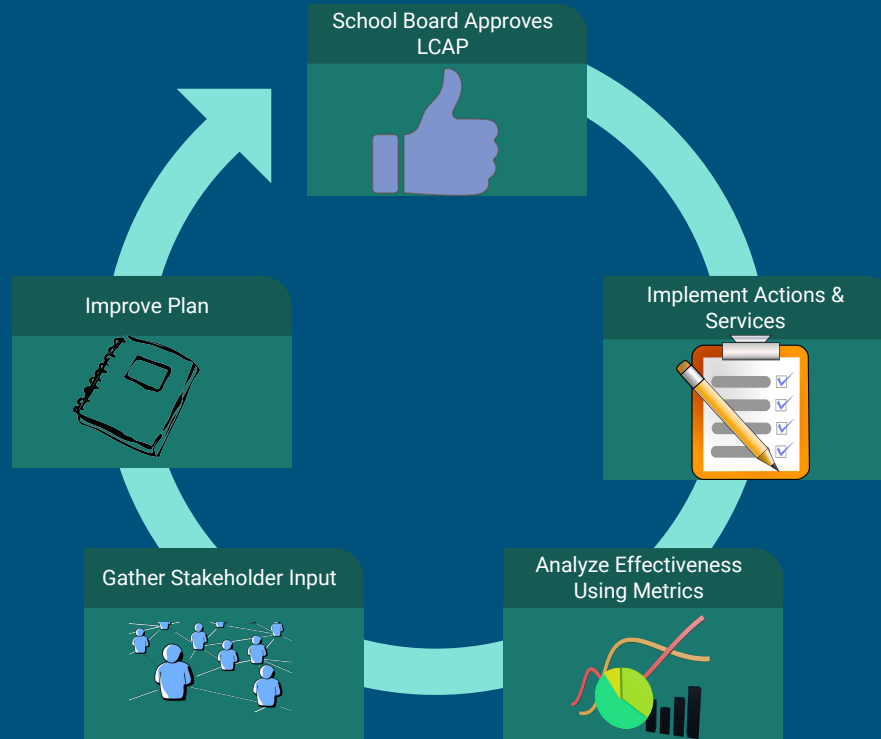 School Board Approves
LCAP
Implement Actions &
Services
Analyze Effectiveness
Using Metrics
Gather Stakeholder Input
Improve Plan